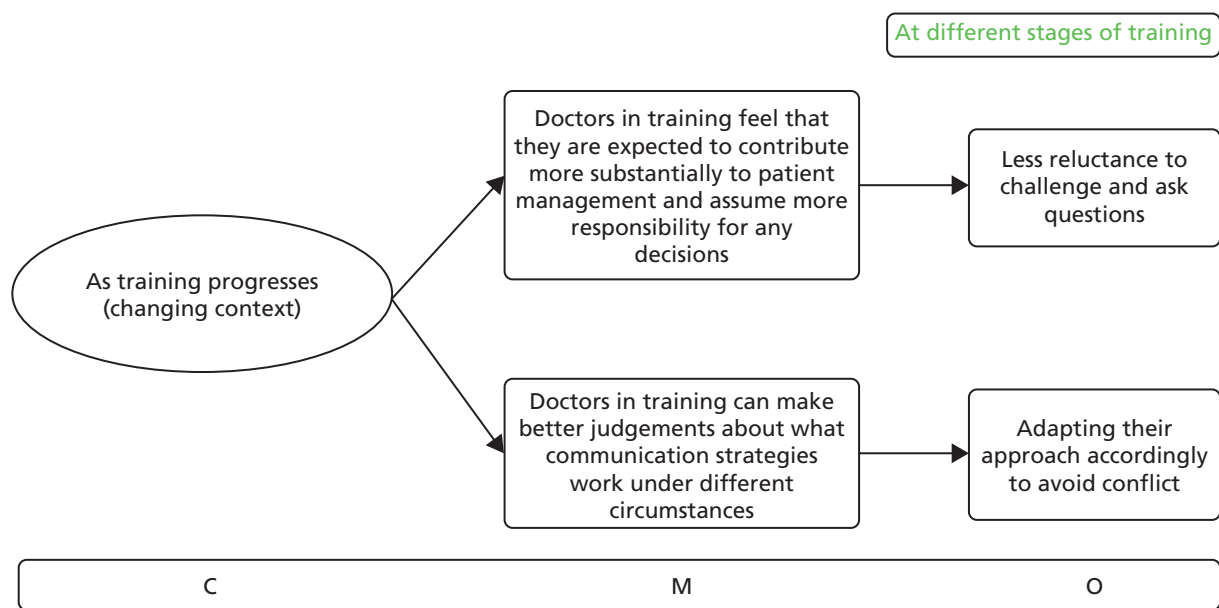 At different stages of training
Doctors in training feel that
they are expected to contribute
more substantially to patient
management and assume more
responsibility for any
decisions
Less reluctance to
challenge and ask
questions
As training progresses
(changing context)
Doctors in training can make
better judgements about what
communication strategies
work under different
circumstances
Adapting their
approach accordingly
to avoid conflict
C
M
O